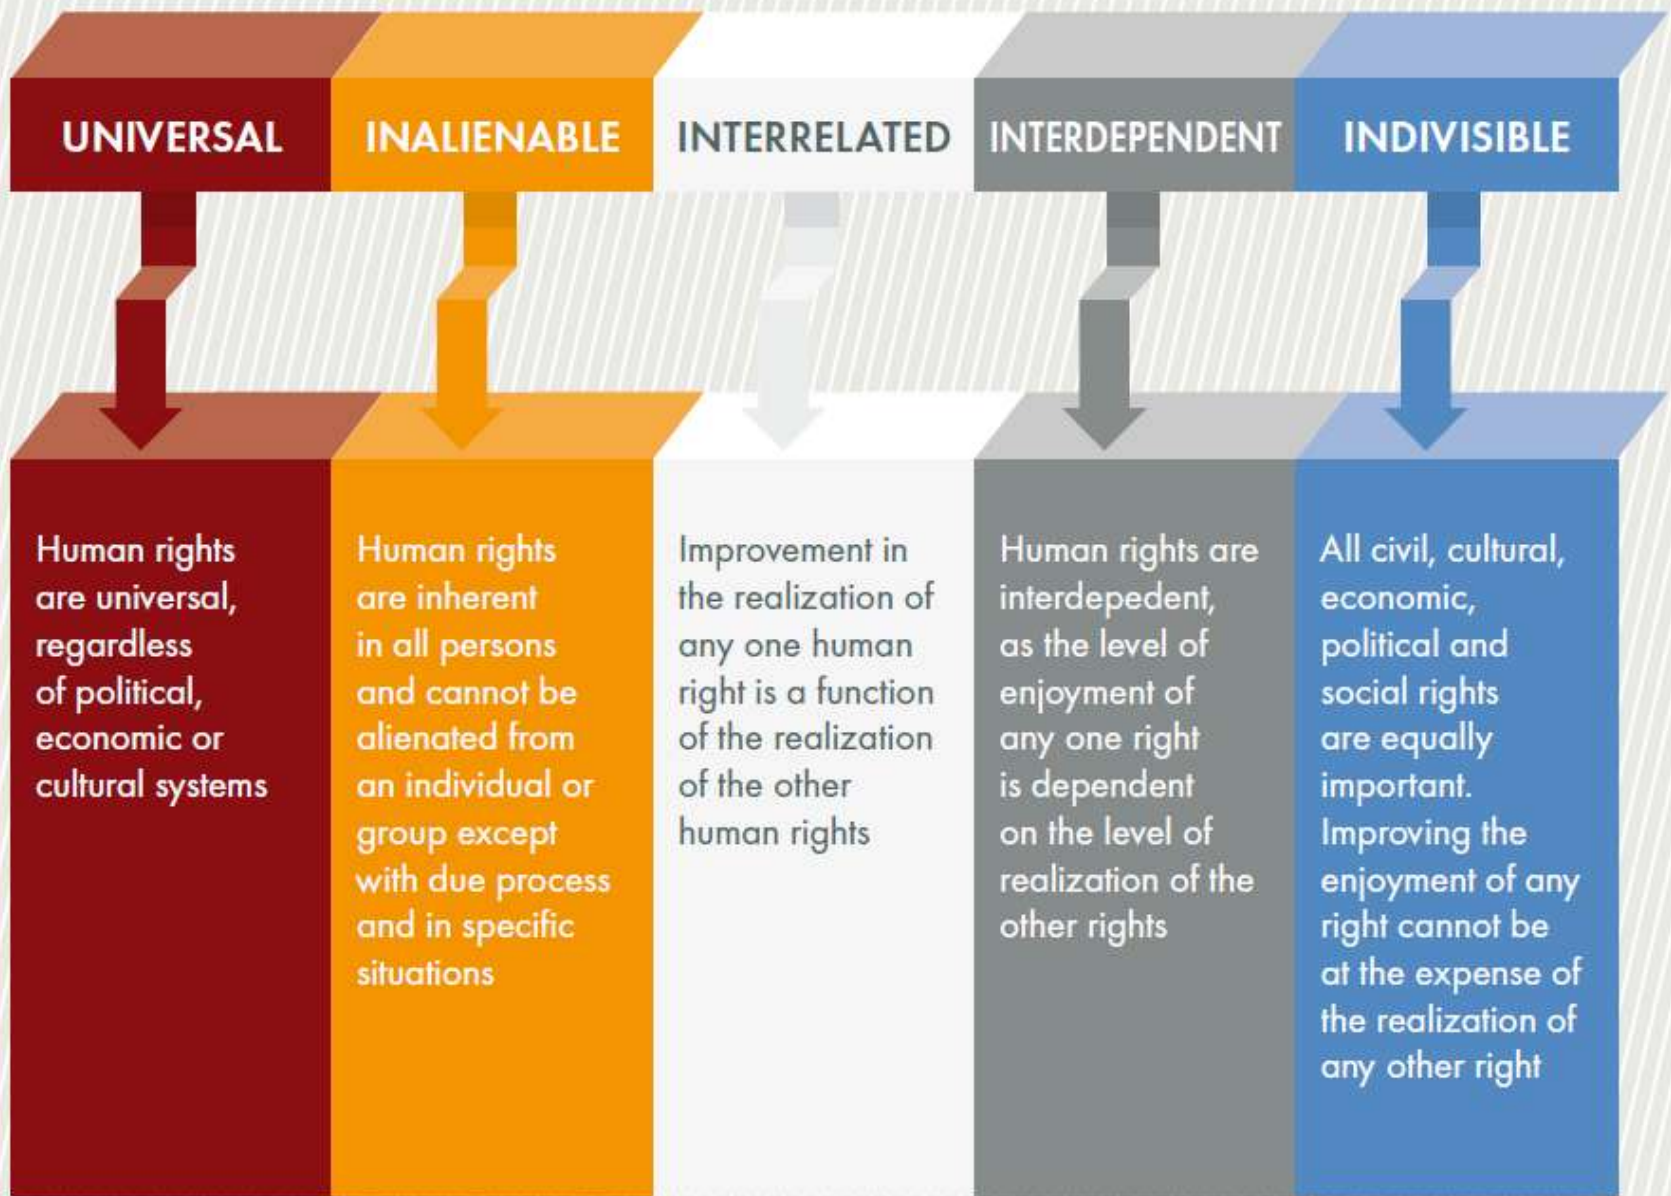 UNIVERSAL
INALIENABLE
INTERRELATED
INTERDEPENDENT
INDIVISIBLE
Human rights
are universal,
regardless
of political,
economic or
cultural systems
Human rights
are inherent
in all persons
and cannot be
alienated from
an individual or
group except
with due process
and in specific
situations
Improvement in
the realization of
any one human
right is a function
of the realization
of the other
human rights
Human rights are
interdepedent,
as the level of
enjoyment of
any one right
is dependent
on the level of
realization of the
other rights
All civil, cultural,
economic,
political and
social rights
are equally
important.
Improving the
enjoyment of any
right cannot be
at the expense of
the realization of
any other right